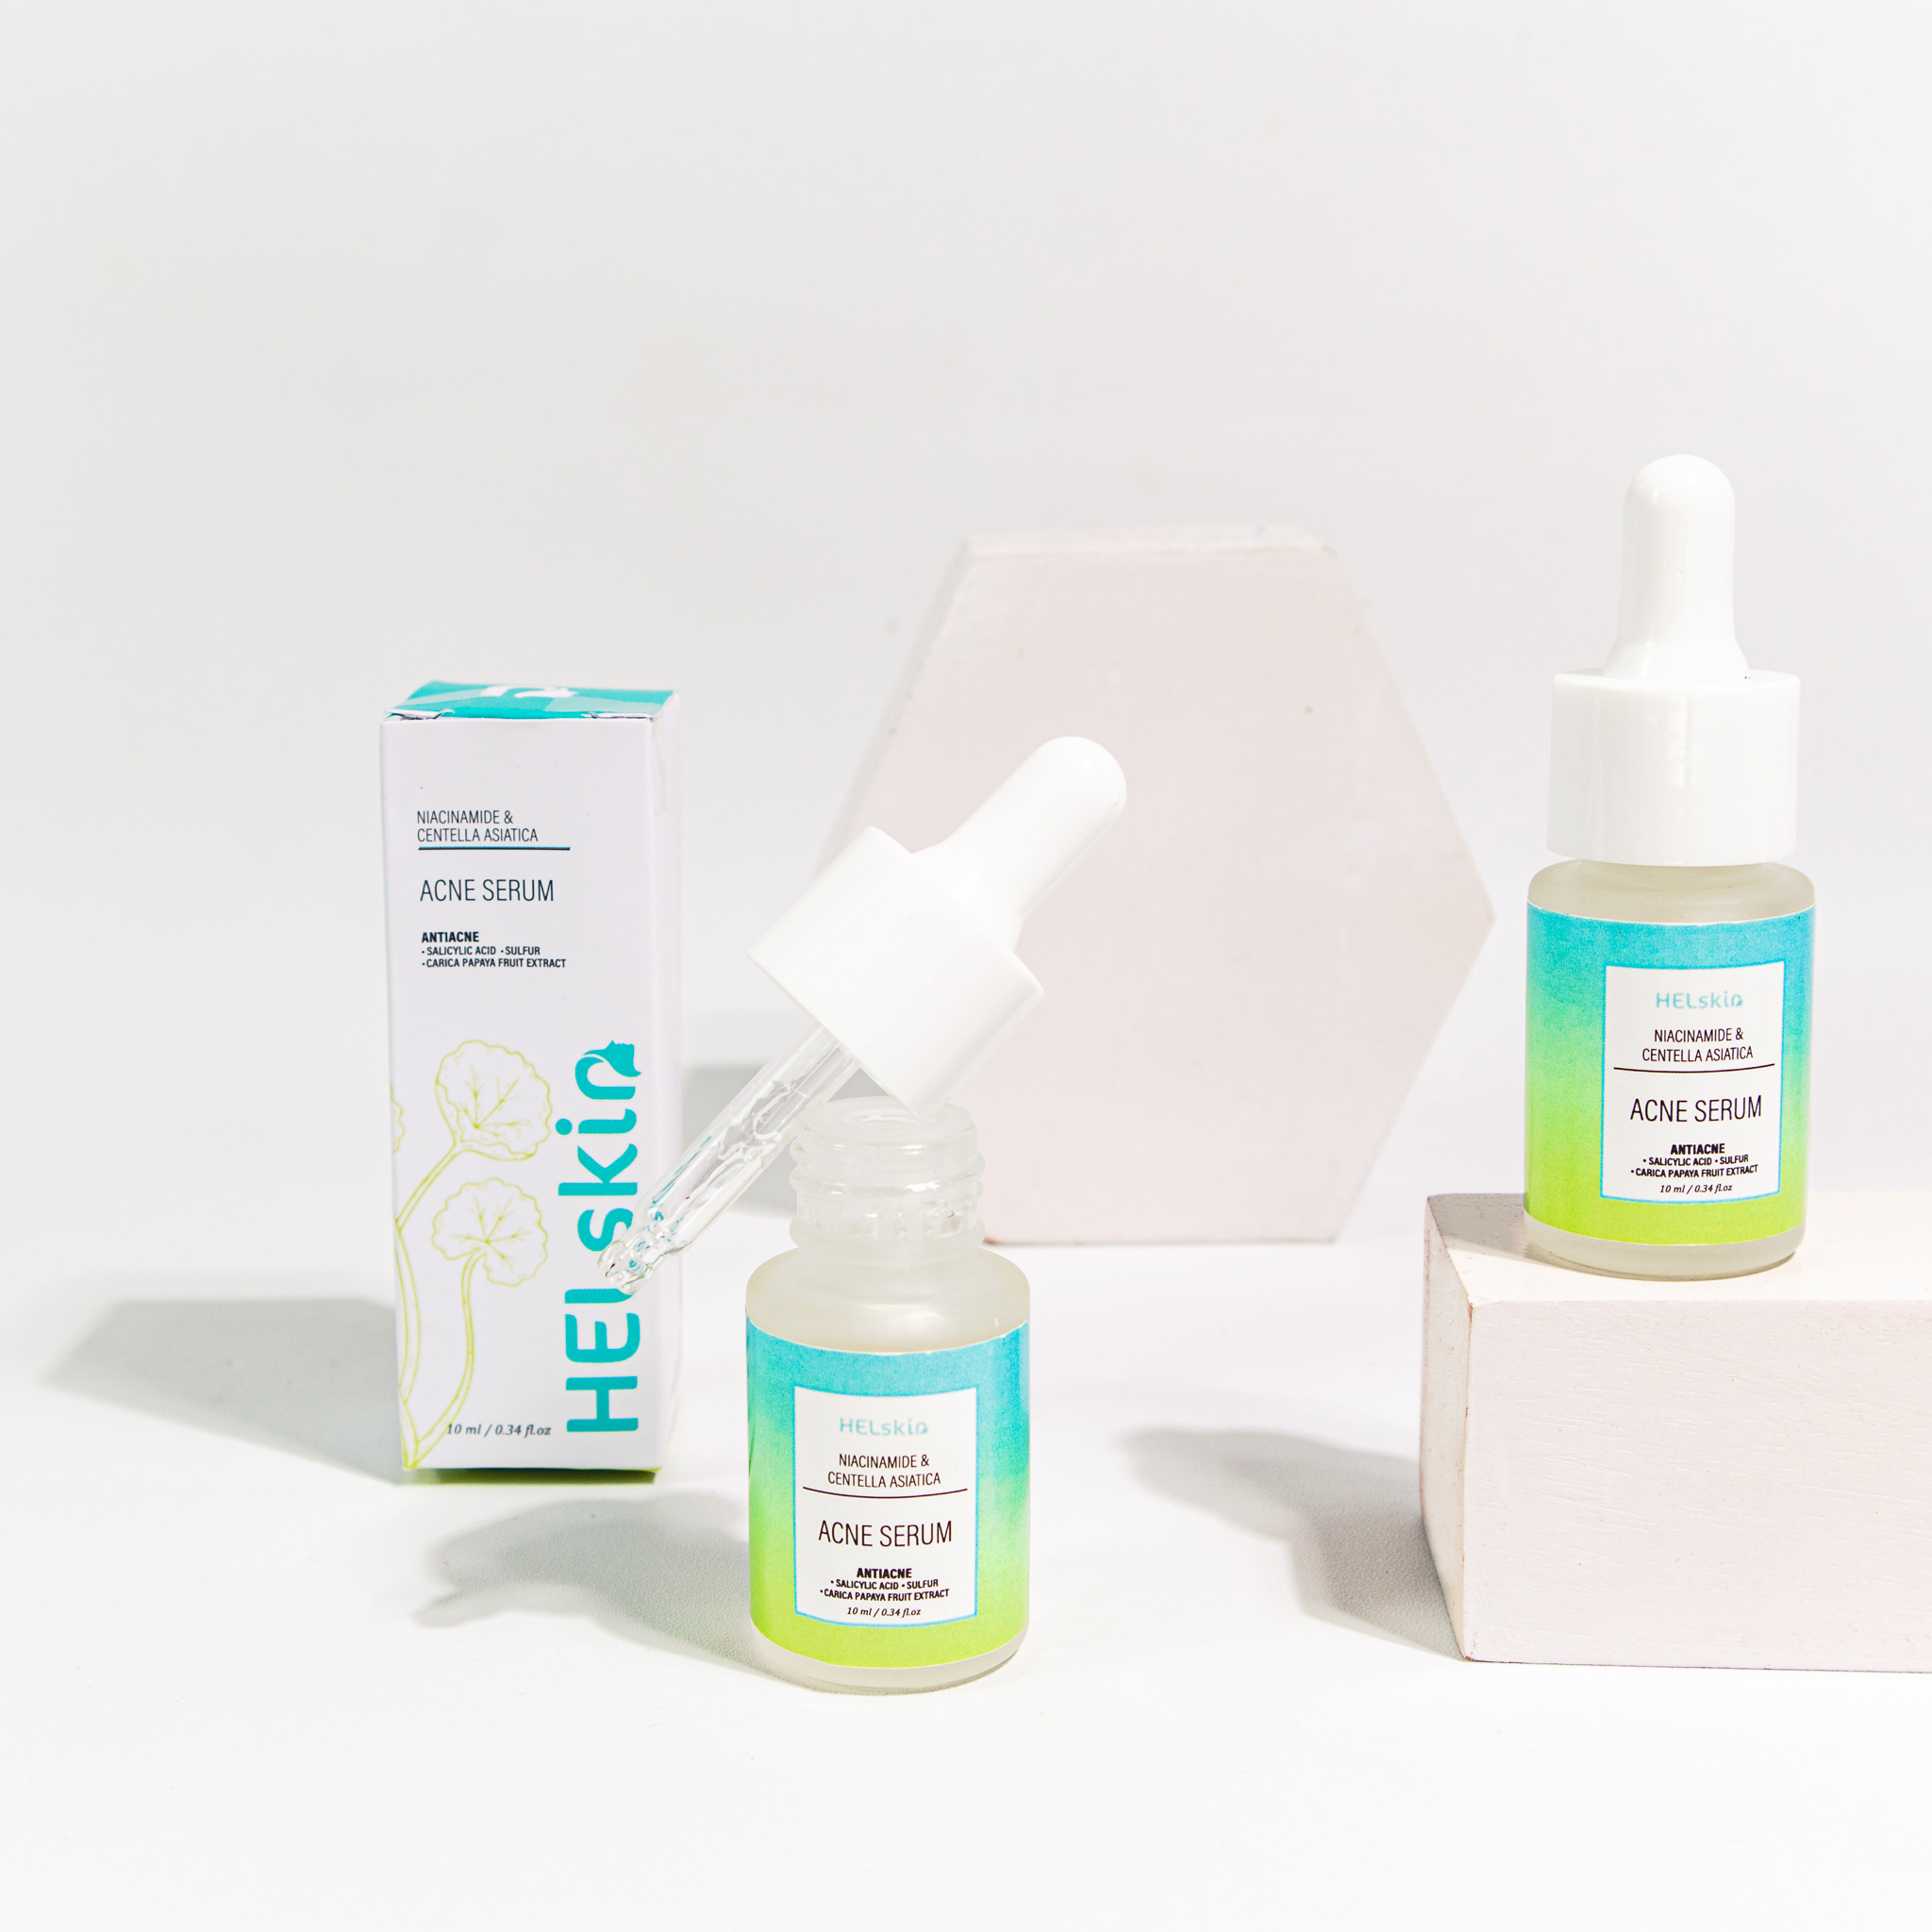 NIACINAMIDE &
CENTELLA ASIATICA
ACNE SERUM
ANTIACNE
• SALICYLIC ACID • SULFUR
• CARICA PAPAYA FRUIT EXTRACT
HELskin
10 ml / 0.34 fl.oz
HELskin
NIACINAMIDE &
CENTELLA ASIATICA
ACNE SERUM
ANTIACNE
• SALICYLIC ACID • SULFUR
• CARICA PAPAYA FRUIT EXTRACT
10 ml / 0.34 fl.oz
HELskin
NIACINAMIDE &
CENTELLA ASIATICA
ACNE SERUM
ANTIACNE
• SALICYLIC ACID • SULFUR
• CARICA PAPAYA FRUIT EXTRACT
10 ml / 0.34 fl.oz